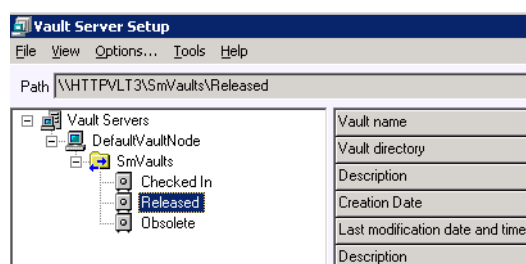 Vault Server Setup
File View Options... Tools Help
Path \\HTTPVLT3\SmVaults\Released
Vault Servers
DefaultVaultNode
SmVaults
Checked In
Released
Obsolete
Vault name
Vault directory
Description
Creation Date
Last modification date and time
Description